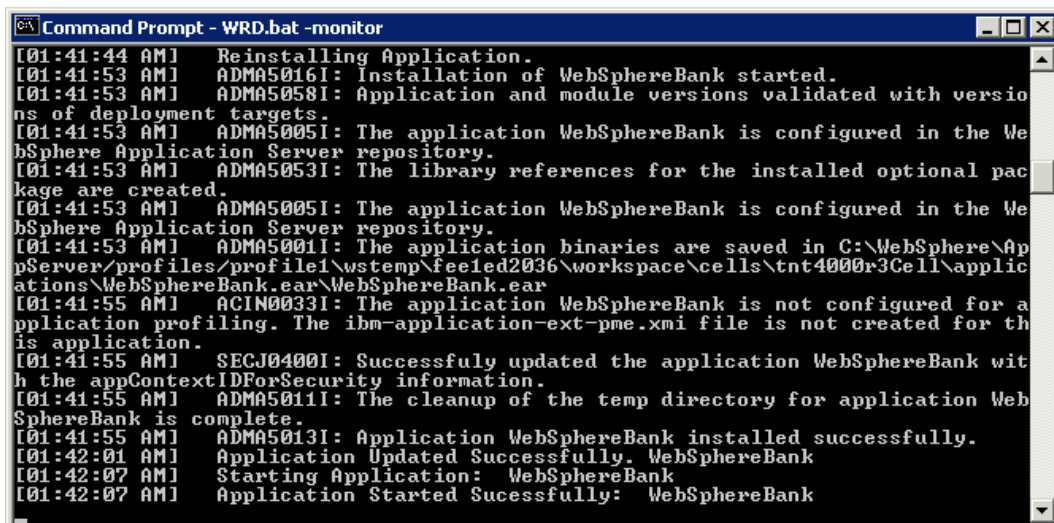 Command Prompt - WRD.bat -monitor
[01:41:44 AM]   Reinstalling Application.
[01:41:53 AM]   ADMA5016I: Installation of WebSphereBank started.
[01:41:53 AM]   ADMA5058I: Application and module versions validated with versio
ns of deployment targets.
[01:41:53 AM]   ADMA5005I: The application WebSphereBank is configured in the We
bSphere Application Server repository.
[01:41:53 AM]   ADMA5053I: The library references for the installed optional pac
kage are created.
[01:41:53 AM]   ADMA5005I: The application WebSphereBank is configured in the We
bSphere Application Server repository.
[01:41:53 AM]   ADMA5001I: The application binaries are saved in C:\WebSphere\Ap
pServer/profiles/profile1\wstemp\fee1ed2036\workspace\cells\tnt4000r3Cell\applic
ations\WebSphereBank.ear\WebSphereBank.ear
[01:41:55 AM]   ACIN0033I: The application WebSphereBank is not configured for a
pplication profiling. The ibm-application-ext-pme.xmi file is not created for th
is application.
[01:41:55 AM]   SECJ0400I: Successfuly updated the application WebSphereBank wit
h the appContextIDForSecurity information.
[01:41:55 AM]   ADMA5011I: The cleanup of the temp directory for application Web
SphereBank is complete.
[01:41:55 AM]   ADMA5013I: Application WebSphereBank installed successfully.
[01:42:01 AM]   Application Updated Successfully. WebSphereBank
[01:42:07 AM]   Starting Application:  WebSphereBank
[01:42:07 AM]   Application Started Sucessfully:  WebSphereBank